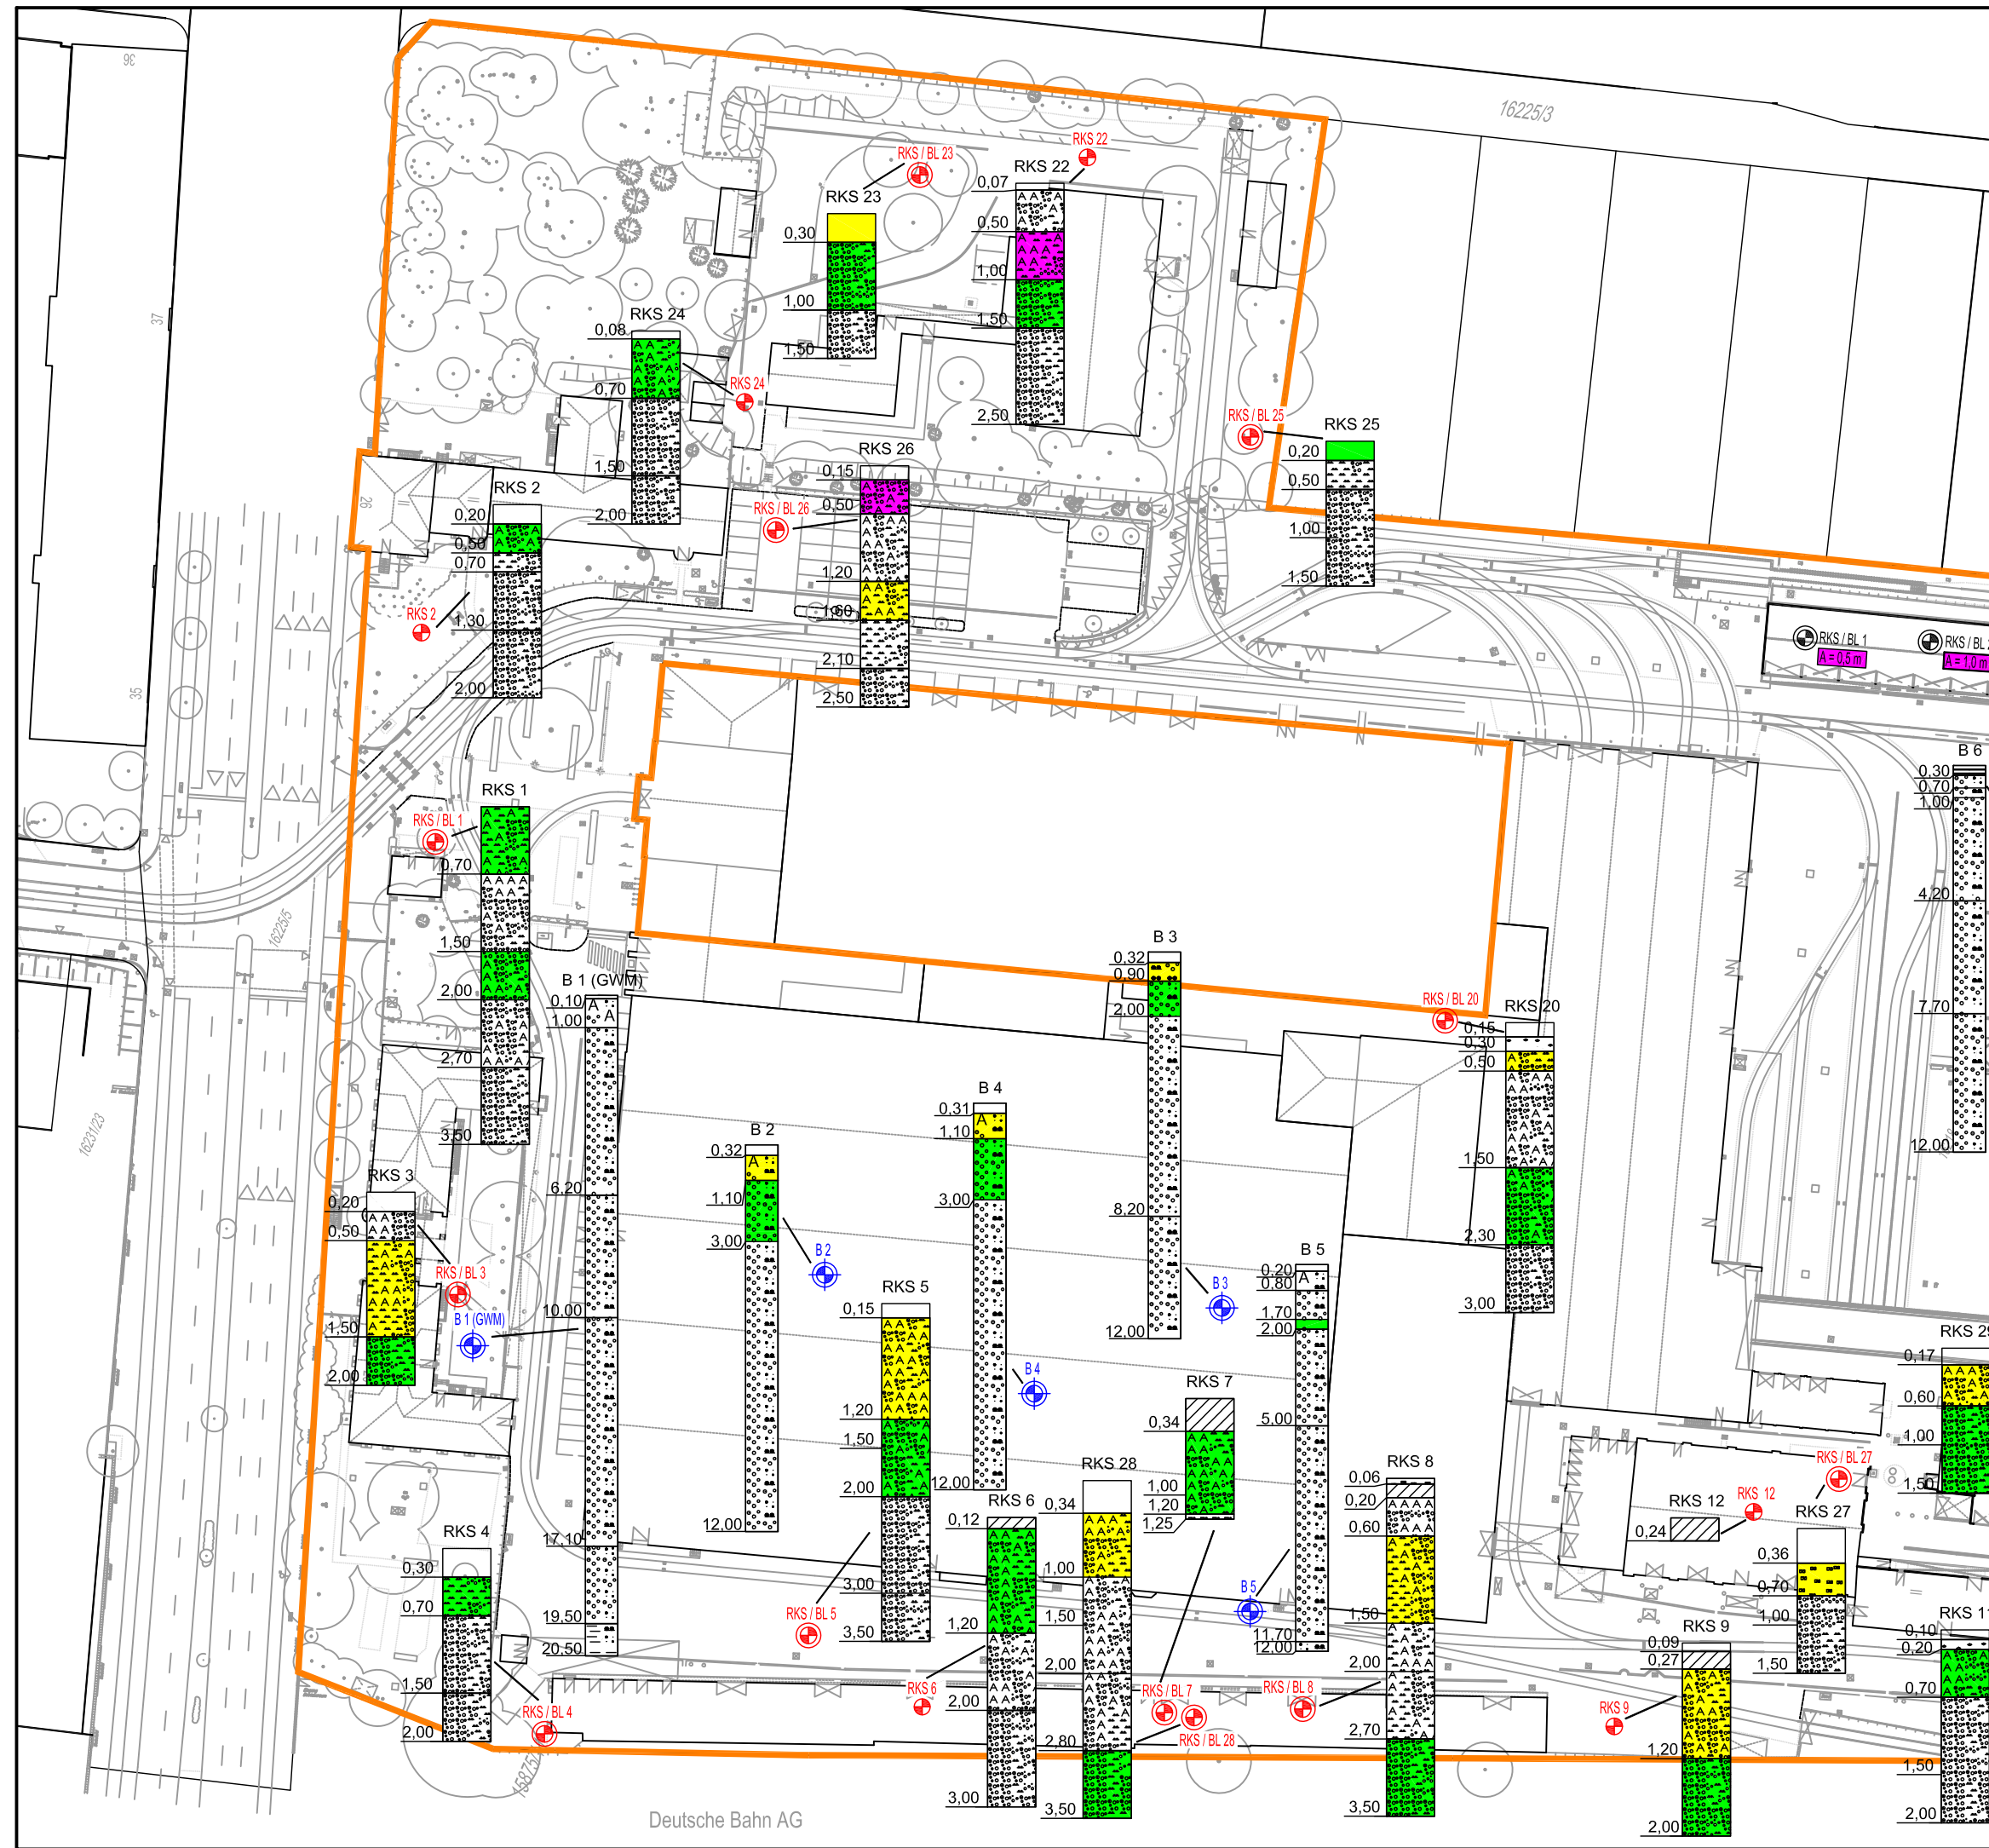 36
37
35
26
16225/3
16225/5
16231/23
Deutsche Bahn AG
RKS / BL 23
RKS 23
0,30
1,00
1,50
RKS 22
RKS 22
0,07
0,50
1,00
1,50
2,50
RKS 24
RKS 24
0,08
0,70
1,50
2,00
RKS / BL 25
RKS 25
0,20
0,50
1,00
1,50
RKS / BL 26
RKS 26
0,15
0,50
1,20
1,60
2,10
2,50
RKS 2
RKS 2
0,20
0,50
0,70
1,30
2,00
RKS / BL 1
A = 0,5 m
RKS / BL 2
A = 1,0 m
B 6
0,30
0,70
1,00
4,20
7,70
12,00
RKS / BL 1
RKS 1
0,70
1,50
2,00
2,70
3,50
B 1 (GWM)
B 1 (GWM)
0,10
1,00
6,20
10,00
17,10
19,50
20,50
B 3
B 3
0,32
0,90
2,00
8,20
12,00
RKS / BL 20
RKS 20
0,15
0,30
0,50
1,50
2,30
3,00
B 4
B 4
0,31
1,10
3,00
12,00
B 2
B 2
0,32
1,10
3,00
12,00
RKS 3
RKS / BL 3
0,20
0,50
1,50
2,00
RKS 5
RKS / BL 5
0,15
1,20
1,50
2,00
3,00
3,50
B 5
B 5
0,20
0,80
1,70
2,00
5,00
11,70
12,00
RKS 29
0,17
0,60
1,00
1,50
RKS 7
RKS / BL 7
0,34
1,00
1,20
1,25
RKS 28
RKS / BL 28
0,34
1,00
1,50
2,00
2,80
3,50
RKS 8
RKS / BL 8
0,06
0,20
0,60
1,50
2,00
2,70
3,50
RKS 6
RKS 6
0,12
1,20
2,00
3,00
RKS 12
RKS 12
0,24
RKS / BL 27
RKS 27
0,36
0,70
1,00
1,50
RKS 4
RKS / BL 4
0,30
0,70
1,50
2,00
RKS 9
RKS 9
0,09
0,27
1,20
2,00
RKS 11
0,10
0,20
0,70
1,50
2,00